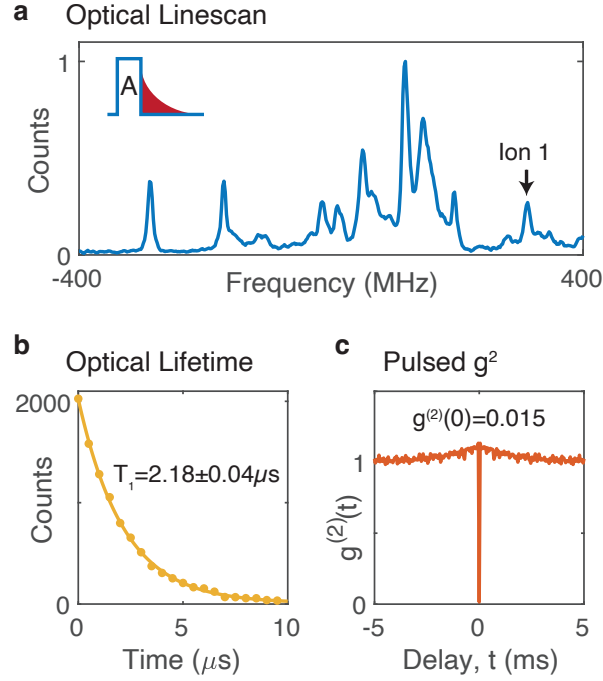 a Optical Linescan
1
A
Ion 1
Counts
0
-400
Frequency (MHz)
400
b Optical Lifetime
2000
T₁=2.18±0.04μs
Counts
0
0
5
10
Time (μs)
c Pulsed g²
g⁽²⁾(0)=0.015
1
g⁽²⁾(t)
0
-5
0
5
Delay, t (ms)